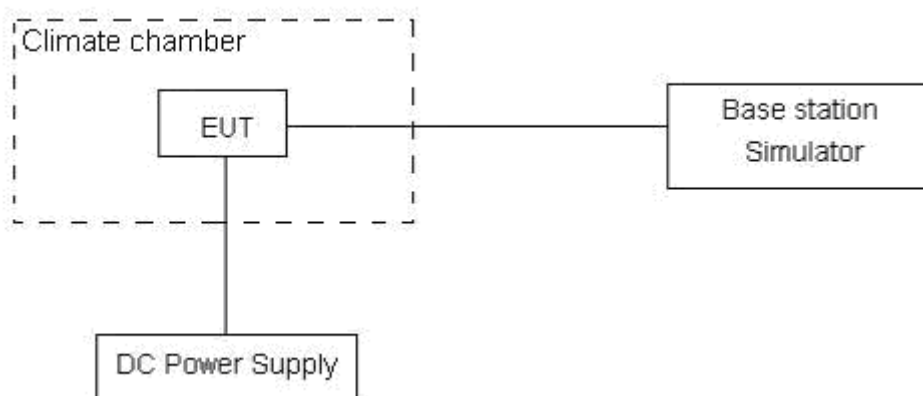 Climate chamber
EUT
Base station
Simulator
DC Power Supply